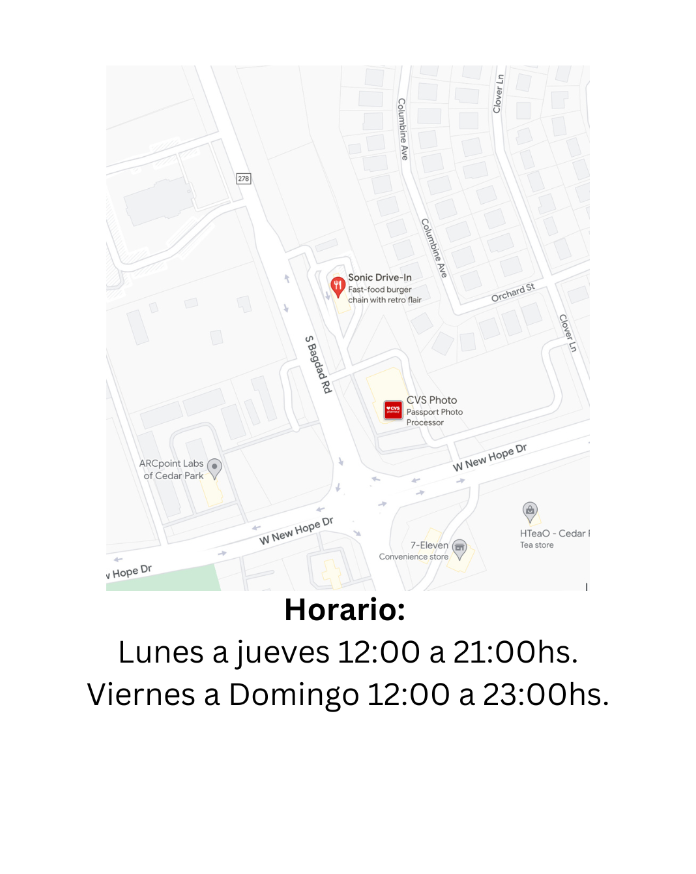 Clover Ln
Columbine Ave
278
Columbine Ave
Sonic Drive-In
Fast-food burger
chain with retro flair
Orchard St
Clover Ln
S Bagdad Rd
CVS Photo
Passport Photo
Processor
W New Hope Dr
ARCpoint Labs
of Cedar Park
HTeaO - Cedar
Tea store
W New Hope Dr
7-Eleven
Convenience store
Hope Dr
Horario:
Lunes a jueves 12:00 a 21:00hs.
Viernes a Domingo 12:00 a 23:00hs.